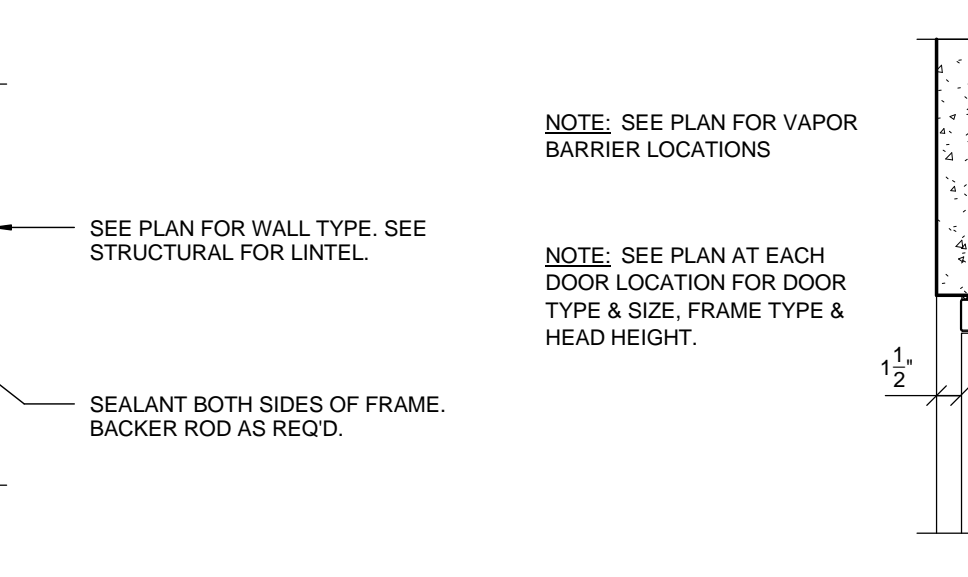 NOTE: SEE PLAN FOR VAPOR
BARRIER LOCATIONS
SEE PLAN FOR WALL TYPE. SEE
STRUCTURAL FOR LINTEL.
NOTE: SEE PLAN AT EACH
DOOR LOCATION FOR DOOR
TYPE & SIZE, FRAME TYPE &
HEAD HEIGHT.
1 1/2"
SEALANT BOTH SIDES OF FRAME.
BACKER ROD AS REQ'D.